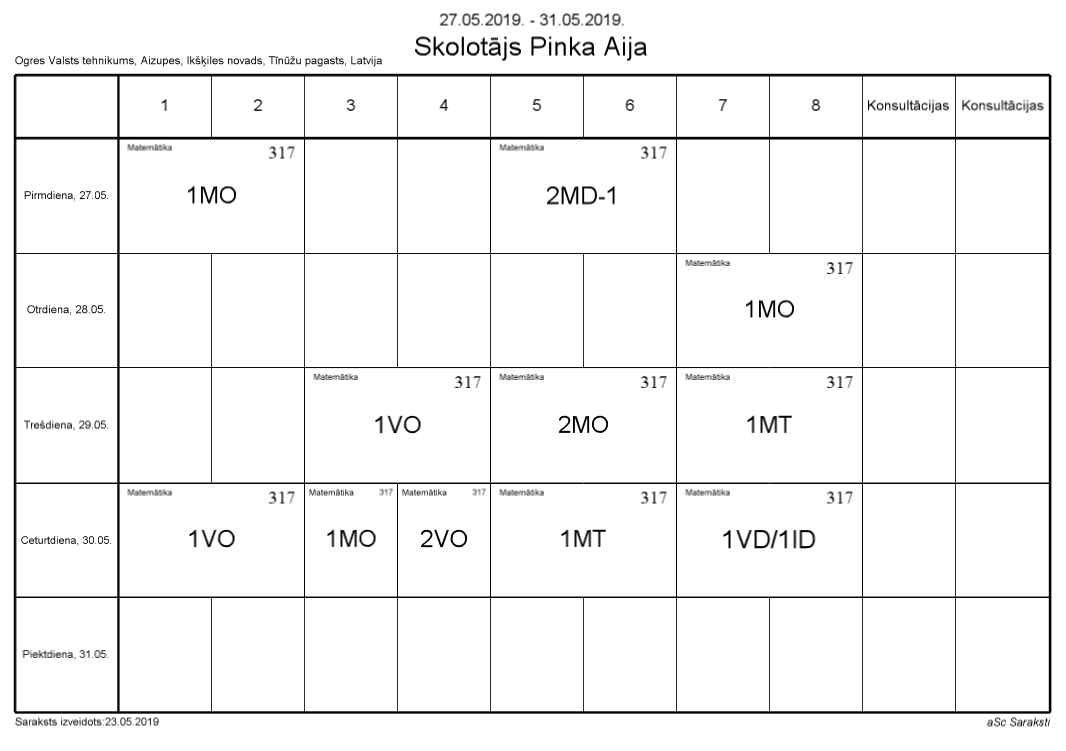 27.05.2019. - 31.05.2019.
Skolotājs Pinka Aija
Ogres Valsts tehnikums, Aizupes, Ikšķiles novads, Tīnūžu pagasts, Latvija
1 2 3 4 5 6 7 8 Konsultācijas Konsultācijas
Pirmdiena, 27.05.
Matemātika 317
1MO
Matemātika 317
2MD-1
Otrdiena, 28.05.
Matemātika 317
1MO
Trešdiena, 29.05.
Matemātika 317
1VO
Matemātika 317
2MO
Matemātika 317
1MT
Ceturtdiena, 30.05.
Matemātika 317
1VO
Matemātika 317
1MO
Matemātika 317
2VO
Matemātika 317
1MT
Matemātika 317
1VD/1ID
Piektdiena, 31.05.
Saraksts izveidots:23.05.2019
aSc Saraksti